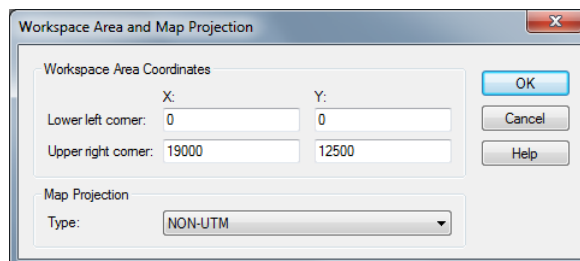 Workspace Area and Map Projection
Workspace Area Coordinates
X: Y:
Lower left corner: 0 0
Upper right corner: 19000 12500
Map Projection
Type: NON-UTM
OK
Cancel
Help